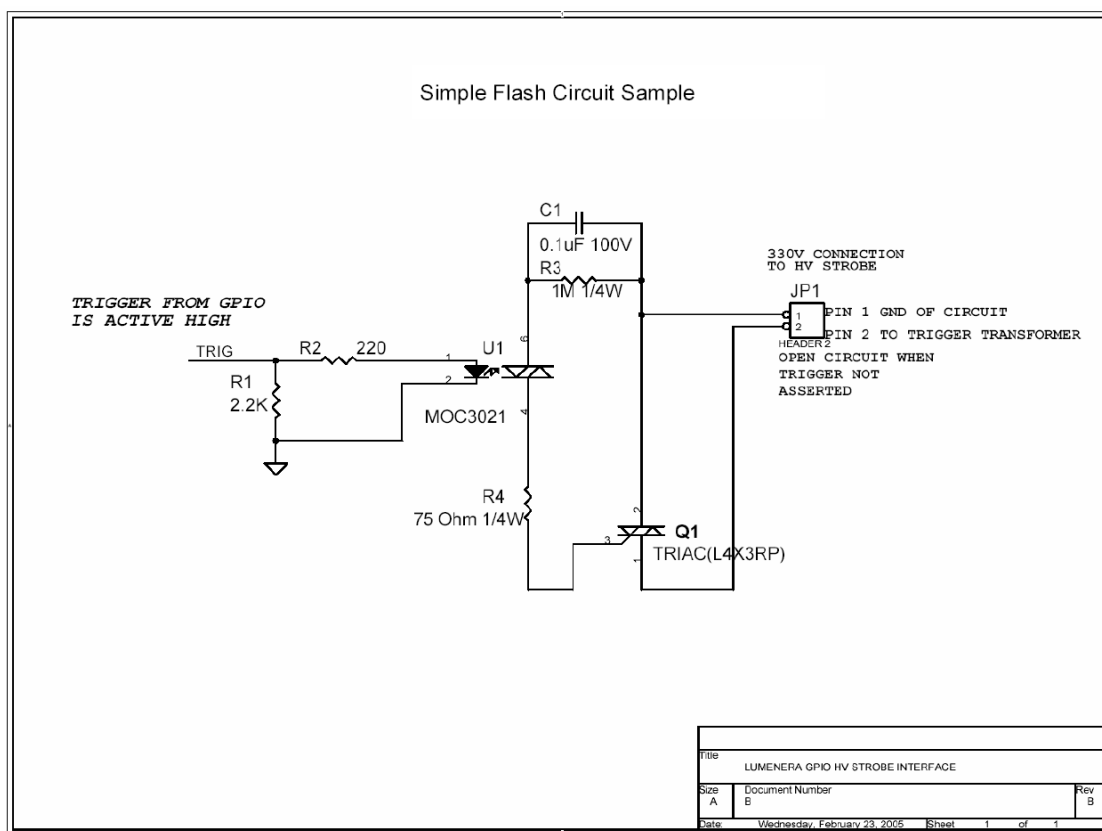 Simple Flash Circuit Sample
C1
0.1uF 100V
R3
1M 1/4W
330V CONNECTION
TO HV STROBE
JP1
1
2
PIN 1 GND OF CIRCUIT
PIN 2 TO TRIGGER TRANSFORMER
HEADER 2
OPEN CIRCUIT WHEN
TRIGGER NOT
ASSERTED
TRIGGER FROM GPIO
IS ACTIVE HIGH
TRIG
R2 220
R1
2.2K
1
2
U1
6
4
MOC3021
R4
75 Ohm 1/4W
2
3
1
Q1
TRIAC(L4X3RP)
Title
LUMENERA GPIO HV STROBE INTERFACE
Size
A
Document Number
B
Rev
B
Date: Wednesday, February 23, 2005 Sheet 1 of 1